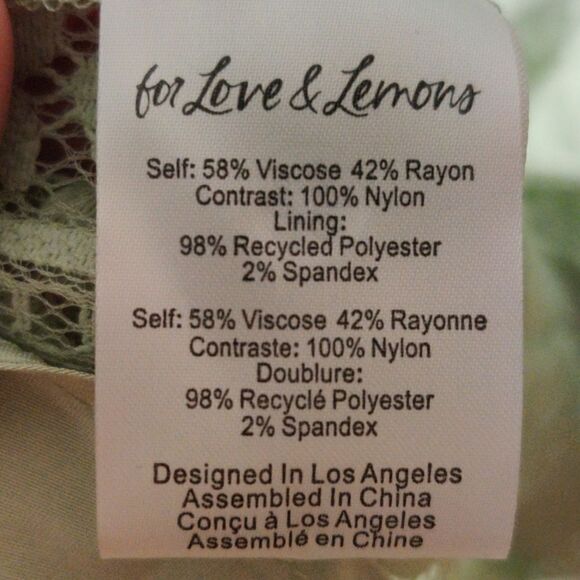 for Love & Lemons
Self: 58% Viscose 42% Rayon
Contrast: 100% Nylon
Lining:
98% Recycled Polyester
2% Spandex
Self: 58% Viscose 42% Rayonne
Contraste: 100% Nylon
Doublure:
98% Recyclé Polyester
2% Spandex
Designed In Los Angeles
Assembled In China
Conçu à Los Angeles
Assemblé en Chine